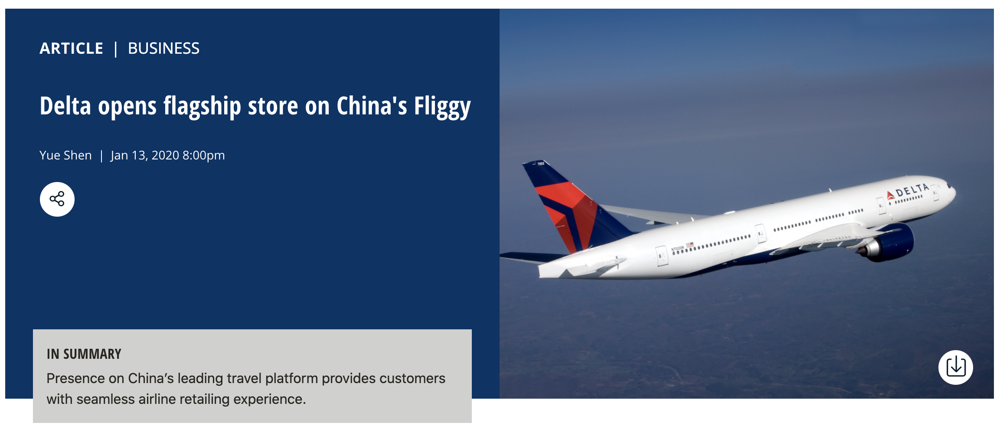 ARTICLE | BUSINESS
Delta opens flagship store on China's Fliggy
Yue Shen | Jan 13, 2020 8:00pm
IN SUMMARY
Presence on China’s leading travel platform provides customers
with seamless airline retailing experience.
7102
DELTA
N702DN